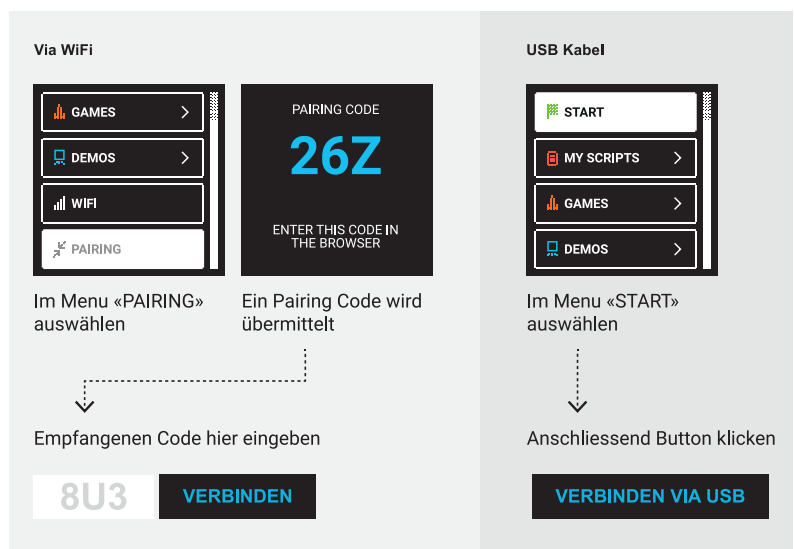 Via WiFi
GAMES
DEMOS
WIFI
PAIRING
PAIRING CODE
26Z
ENTER THIS CODE IN
THE BROWSER
Im Menu «PAIRING»
auswählen
Ein Pairing Code wird
übermittelt
Empfangenen Code hier eingeben
8U3
VERBINDEN
USB Kabel
START
MY SCRIPTS
GAMES
DEMOS
Im Menu «START»
auswählen
Anschliessend Button klicken
VERBINDEN VIA USB